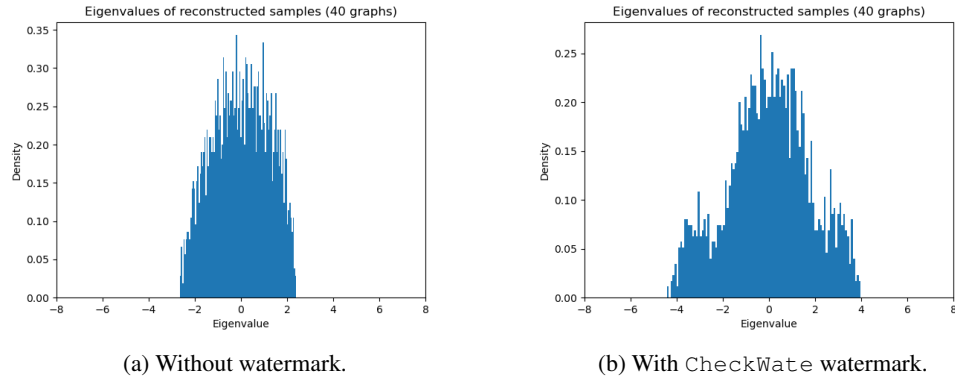 Eigenvalues of reconstructed samples (40 graphs)
0.35
0.30
0.25
0.20
0.15
0.10
0.05
0.00
Density
−8 −6 −4 −2 0 2 4 6 8
Eigenvalue
(a) Without watermark.
Eigenvalues of reconstructed samples (40 graphs)
0.25
0.20
0.15
0.10
0.05
0.00
Density
−8 −6 −4 −2 0 2 4 6 8
Eigenvalue
(b) With CheckWate watermark.